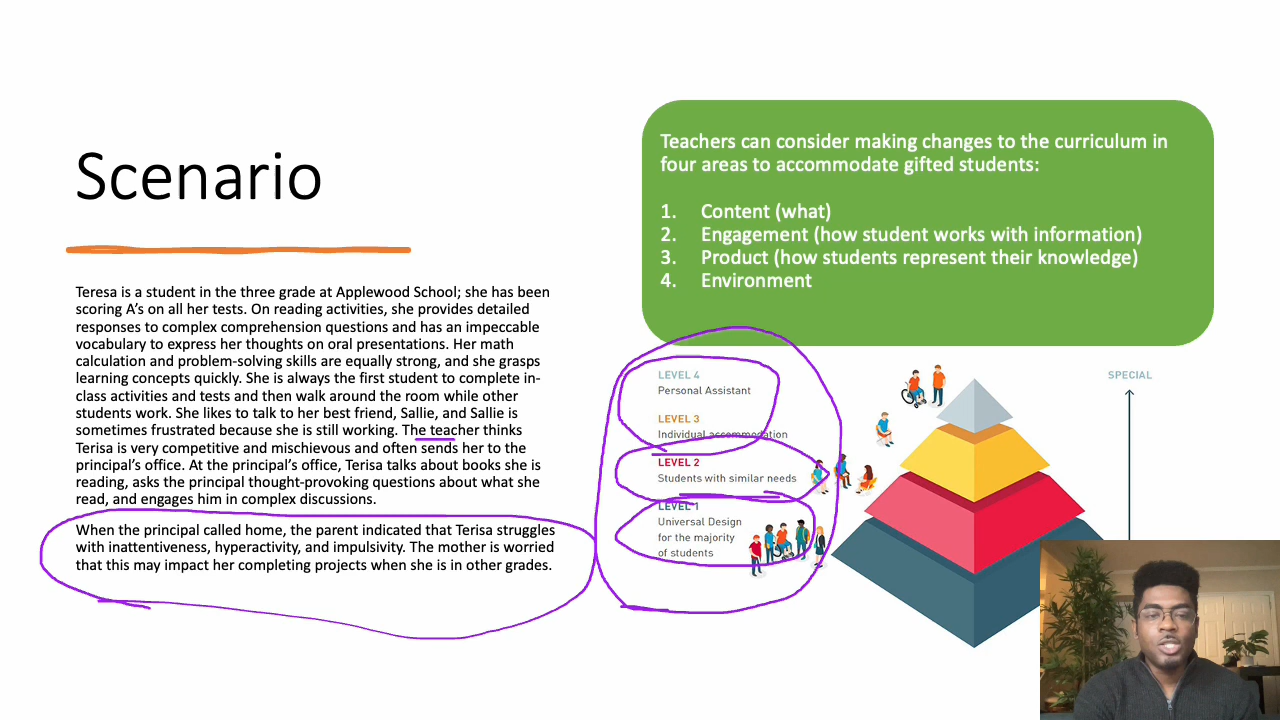 Scenario
Teresa is a student in the three grade at Applewood School; she has been
scoring A’s on all her tests. On reading activities, she provides detailed
responses to complex comprehension questions and has an impeccable
vocabulary to express her thoughts on oral presentations. Her math
calculation and problem-solving skills are equally strong, and she grasps
learning concepts quickly. She is always the first student to complete in-
class activities and tests and then walk around the room while other
students work. She likes to talk to her best friend, Sallie, and Sallie is
sometimes frustrated because she is still working. The teacher thinks
Terisa is very competitive and mischievous and often sends her to the
principal’s office. At the principal’s office, Terisa talks about books she is
reading, asks the principal thought-provoking questions about what she
read, and engages him in complex discussions.
When the principal called home, the parent indicated that Terisa struggles
with inattentiveness, hyperactivity, and impulsivity. The mother is worried
that this may impact her completing projects when she is in other grades.
Teachers can consider making changes to the curriculum in
four areas to accommodate gifted students:
1. Content (what)
2. Engagement (how student works with information)
3. Product (how students represent their knowledge)
4. Environment
LEVEL 4
Personal Assistant
LEVEL 3
Individual accommodation
LEVEL 2
Students with similar needs
LEVEL 1
Universal Design
for the majority
of students
SPECIAL